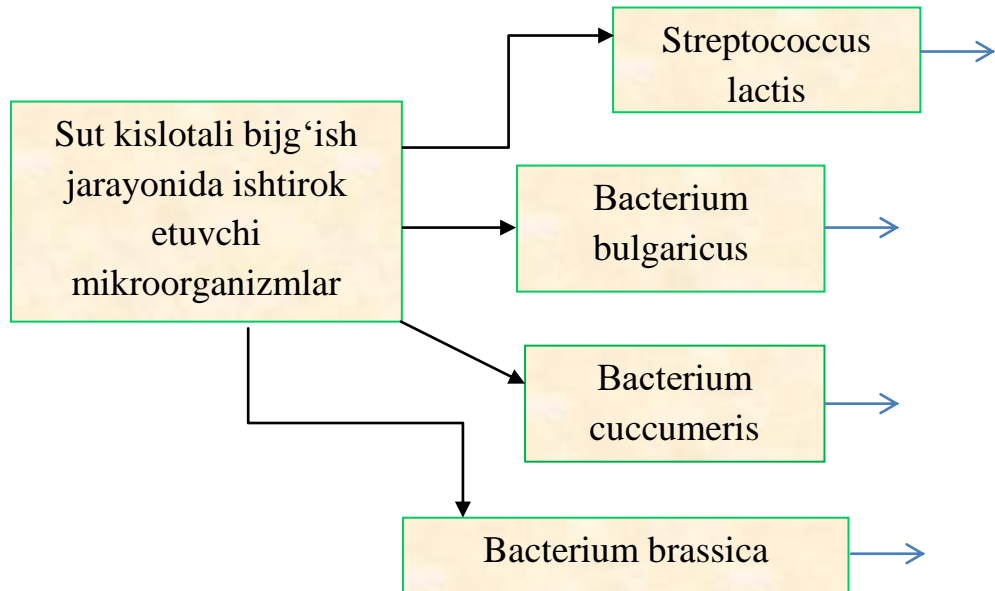 Streptococcus
lactis
Sut kislotali bijg‘ish
jarayonida ishtirok
etuvchi
mikroorganizmlar
Bacterium
bulgaricus
Bacterium
cuccumeris
Bacterium brassica